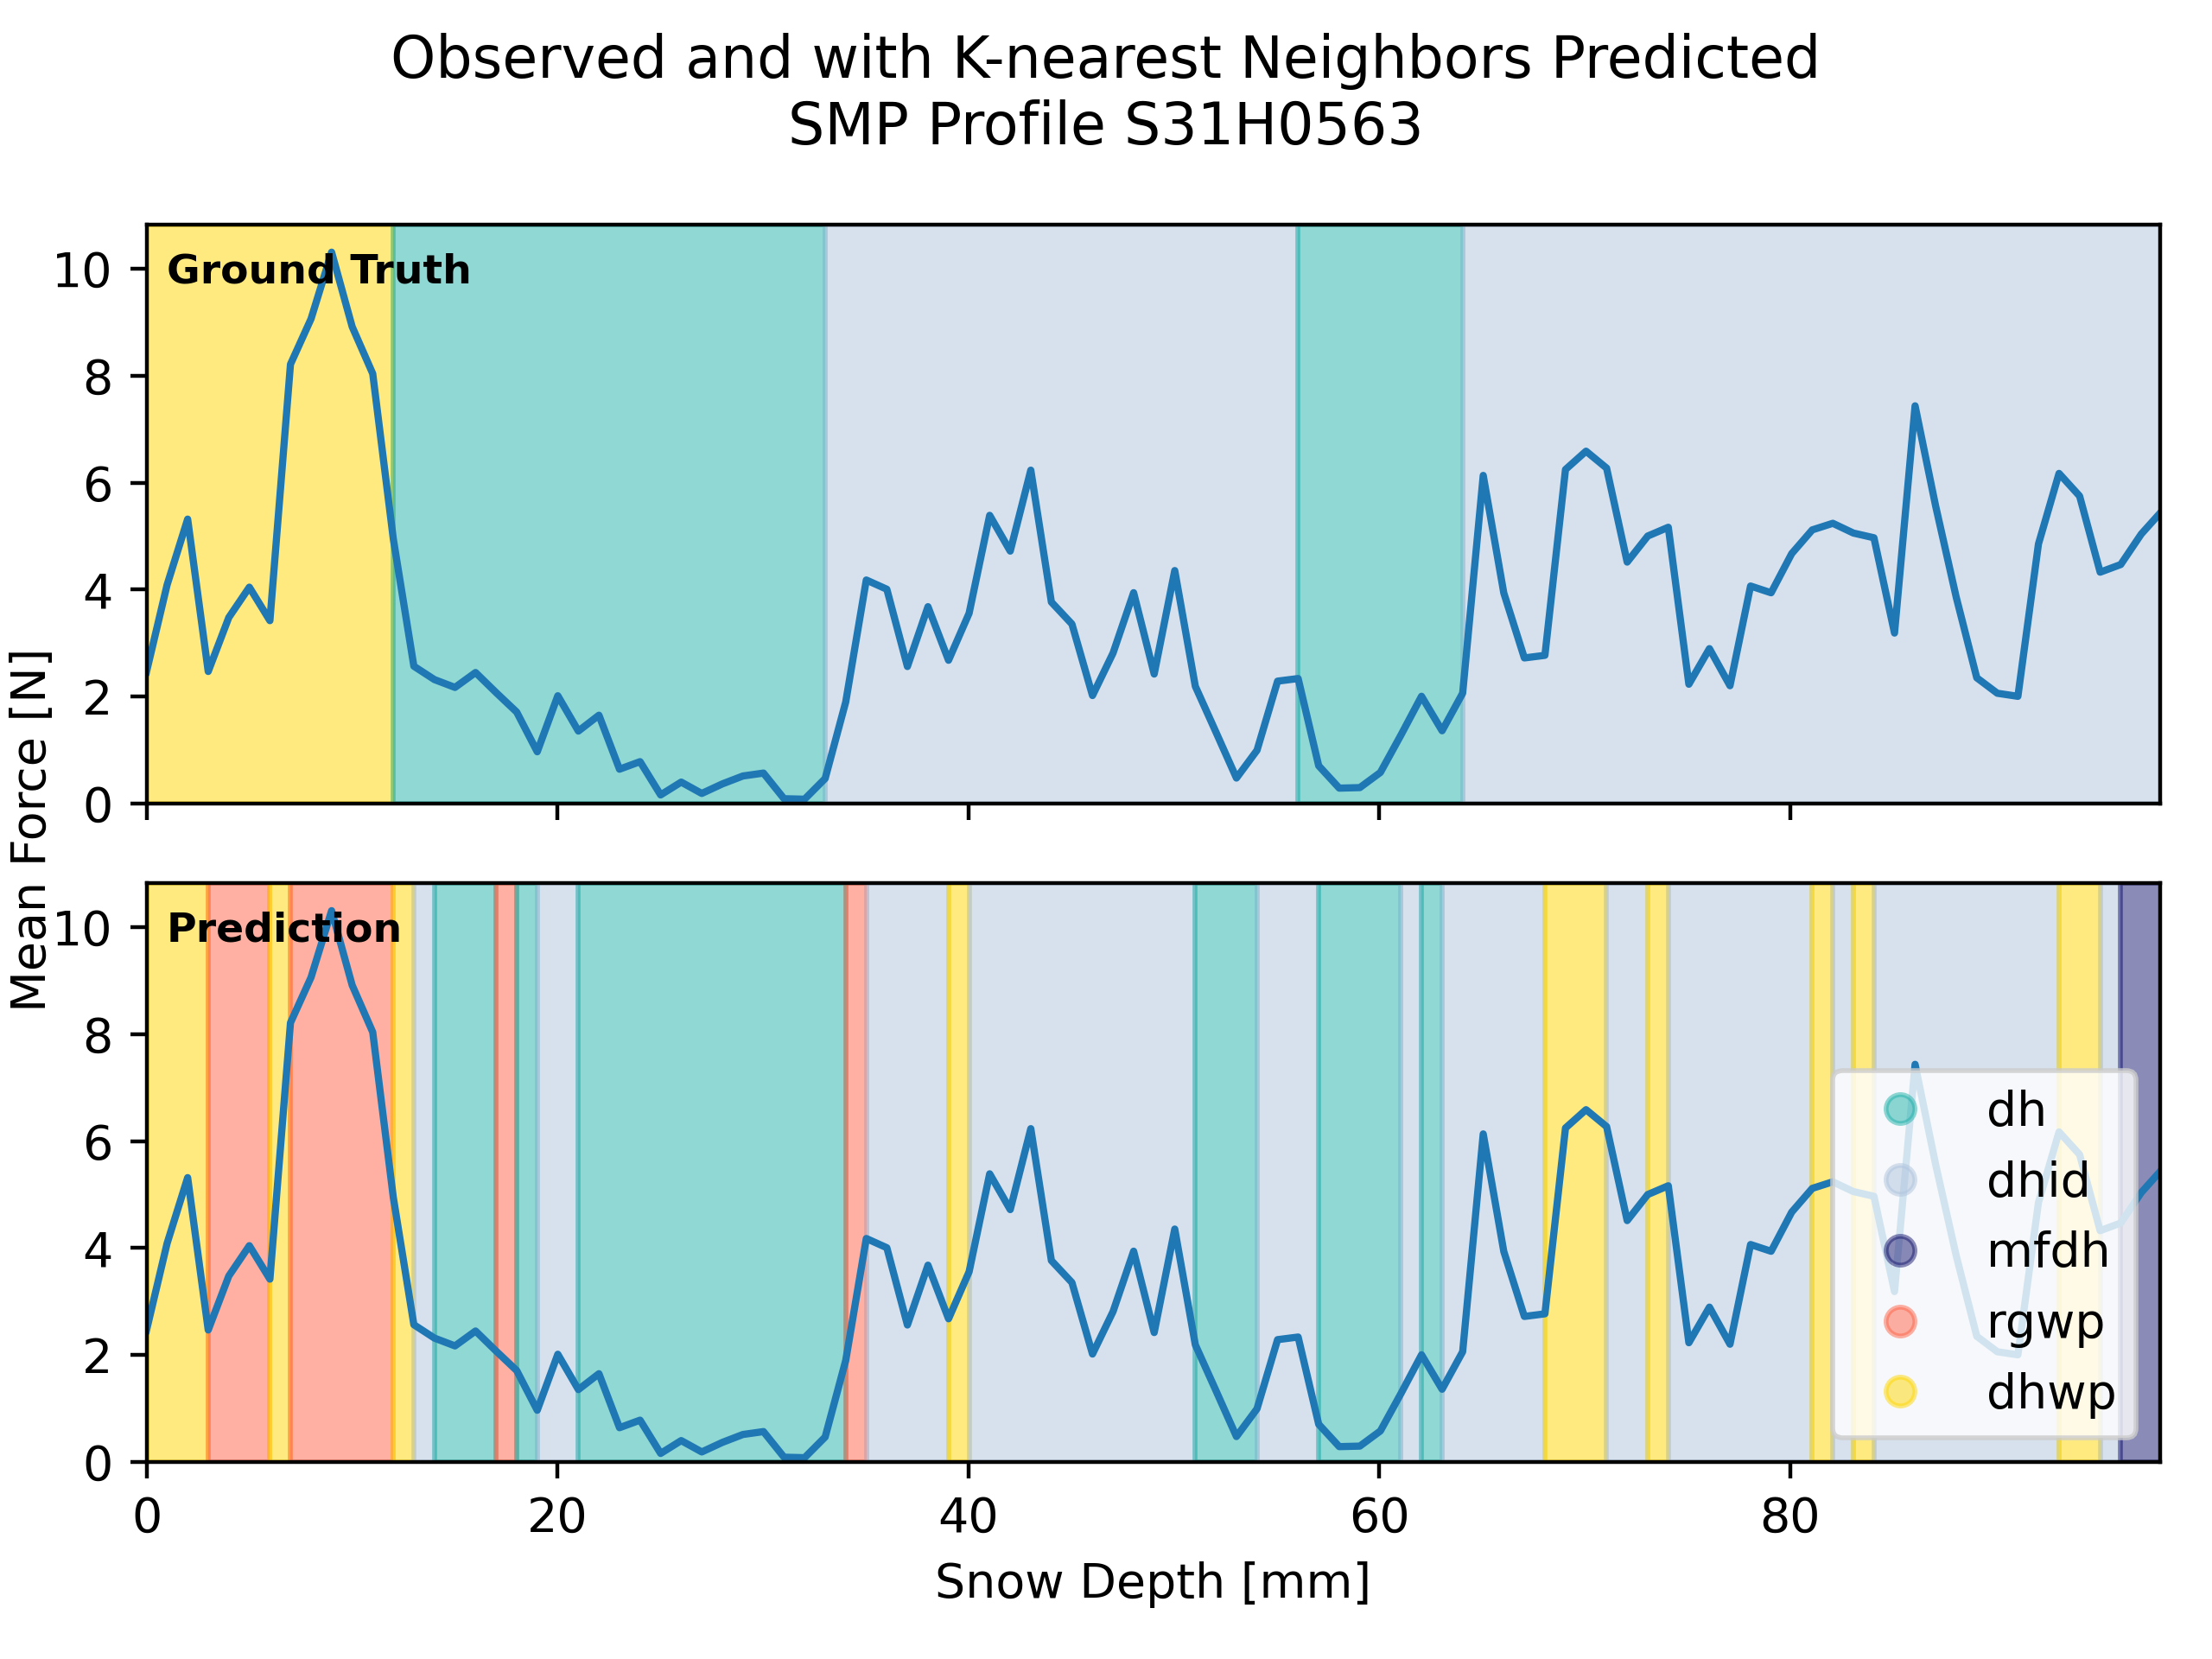 Observed and with K-nearest Neighbors Predicted
SMP Profile S31H0563
Mean Force [N]
10
8
6
4
2
0
Ground Truth
10
8
6
4
2
0
Prediction
dh
dhid
mfdh
rgwp
dhwp
0 20 40 60 80
Snow Depth [mm]